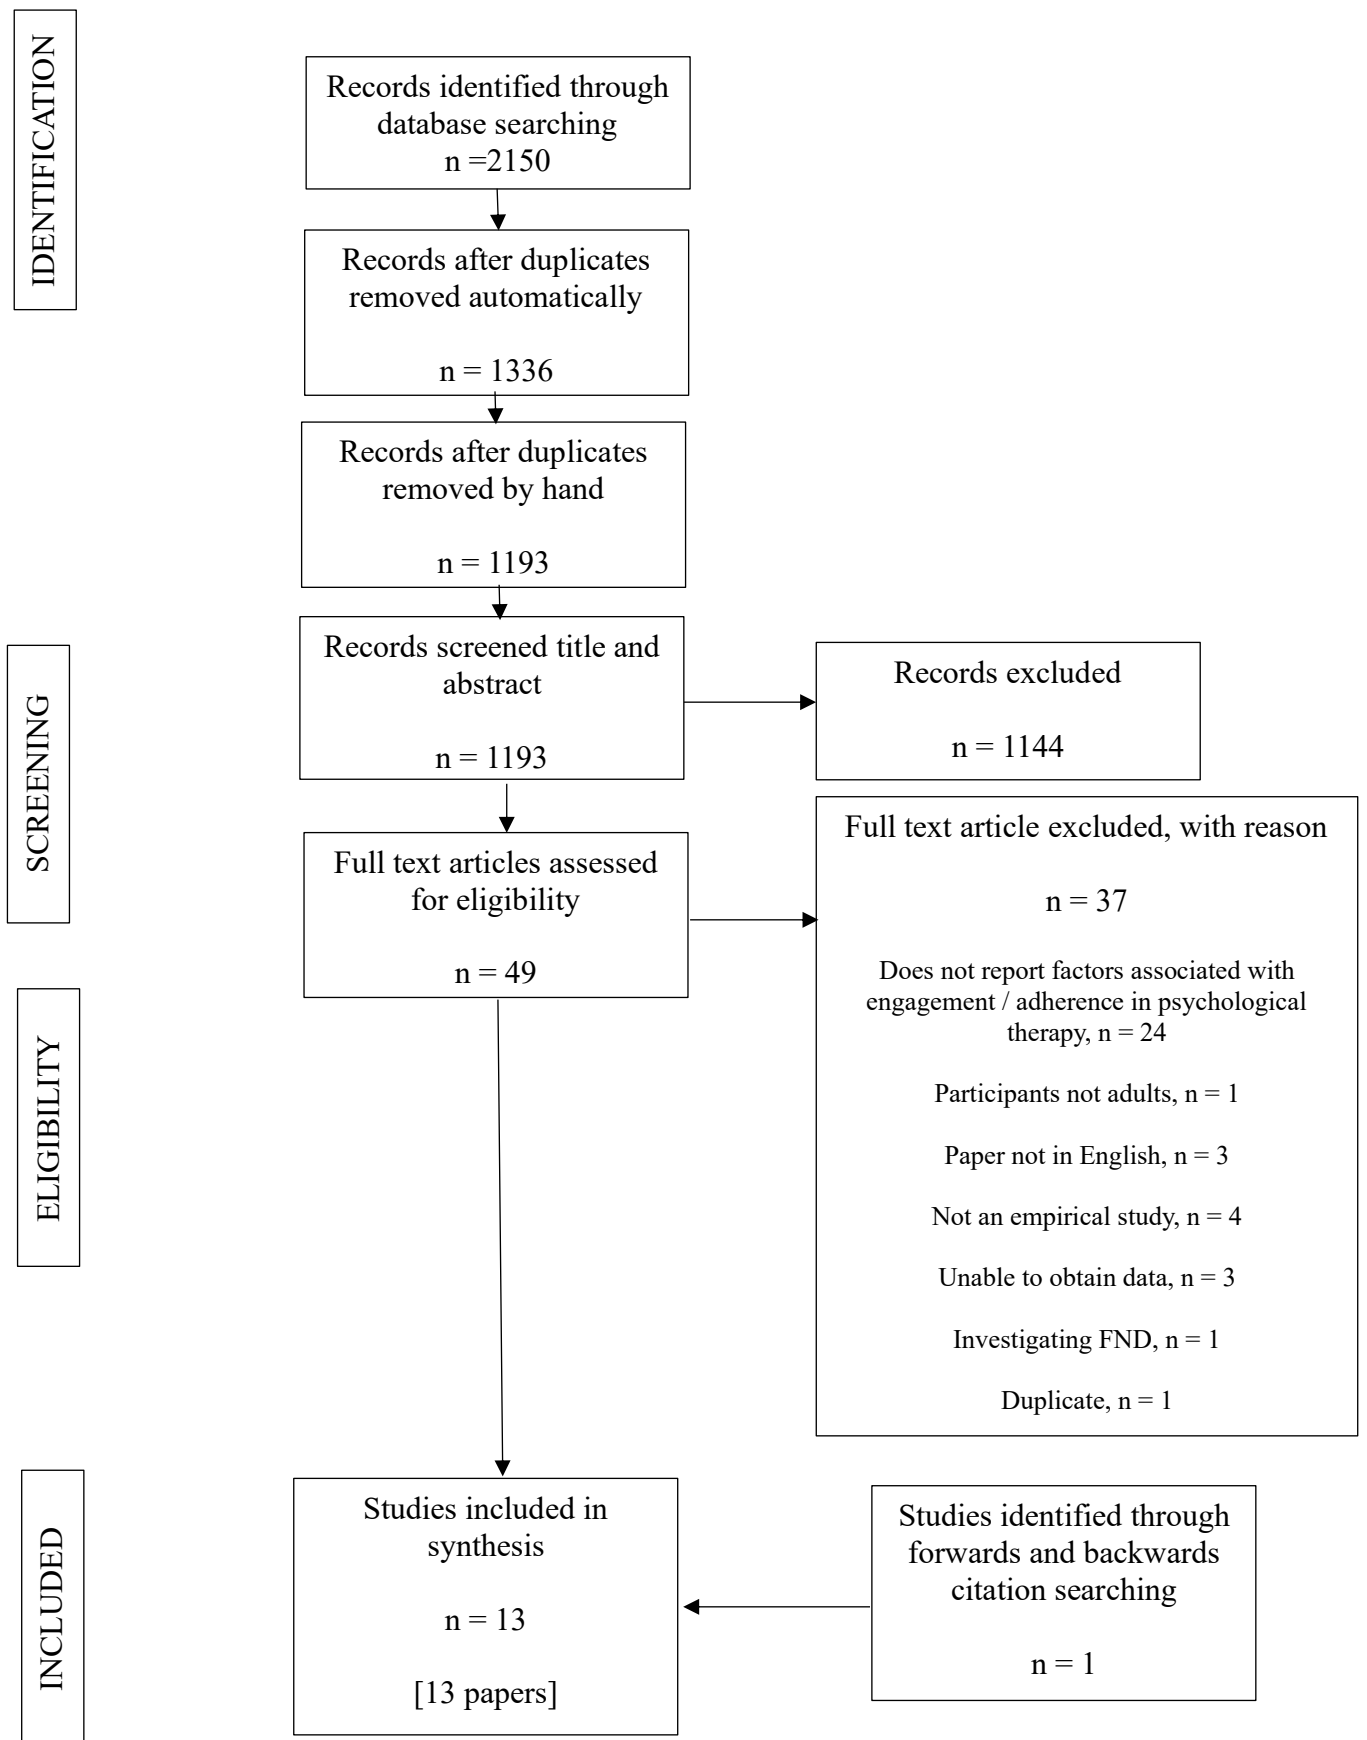 IDENTIFICATION
Records identified through
database searching
n =2150
Records after duplicates
removed automatically
n = 1336
Records after duplicates
removed by hand
n = 1193
SCREENING
Records screened title and
abstract
n = 1193
Records excluded
n = 1144
Full text articles assessed
for eligibility
n = 49
Full text article excluded, with reason
n = 37
Does not report factors associated with
engagement / adherence in psychological
therapy, n = 24
Participants not adults, n = 1
Paper not in English, n = 3
Not an empirical study, n = 4
Unable to obtain data, n = 3
Investigating FND, n = 1
Duplicate, n = 1
ELIGIBILITY
INCLUDED
Studies included in
synthesis
n = 13
[13 papers]
Studies identified through
forwards and backwards
citation searching
n = 1